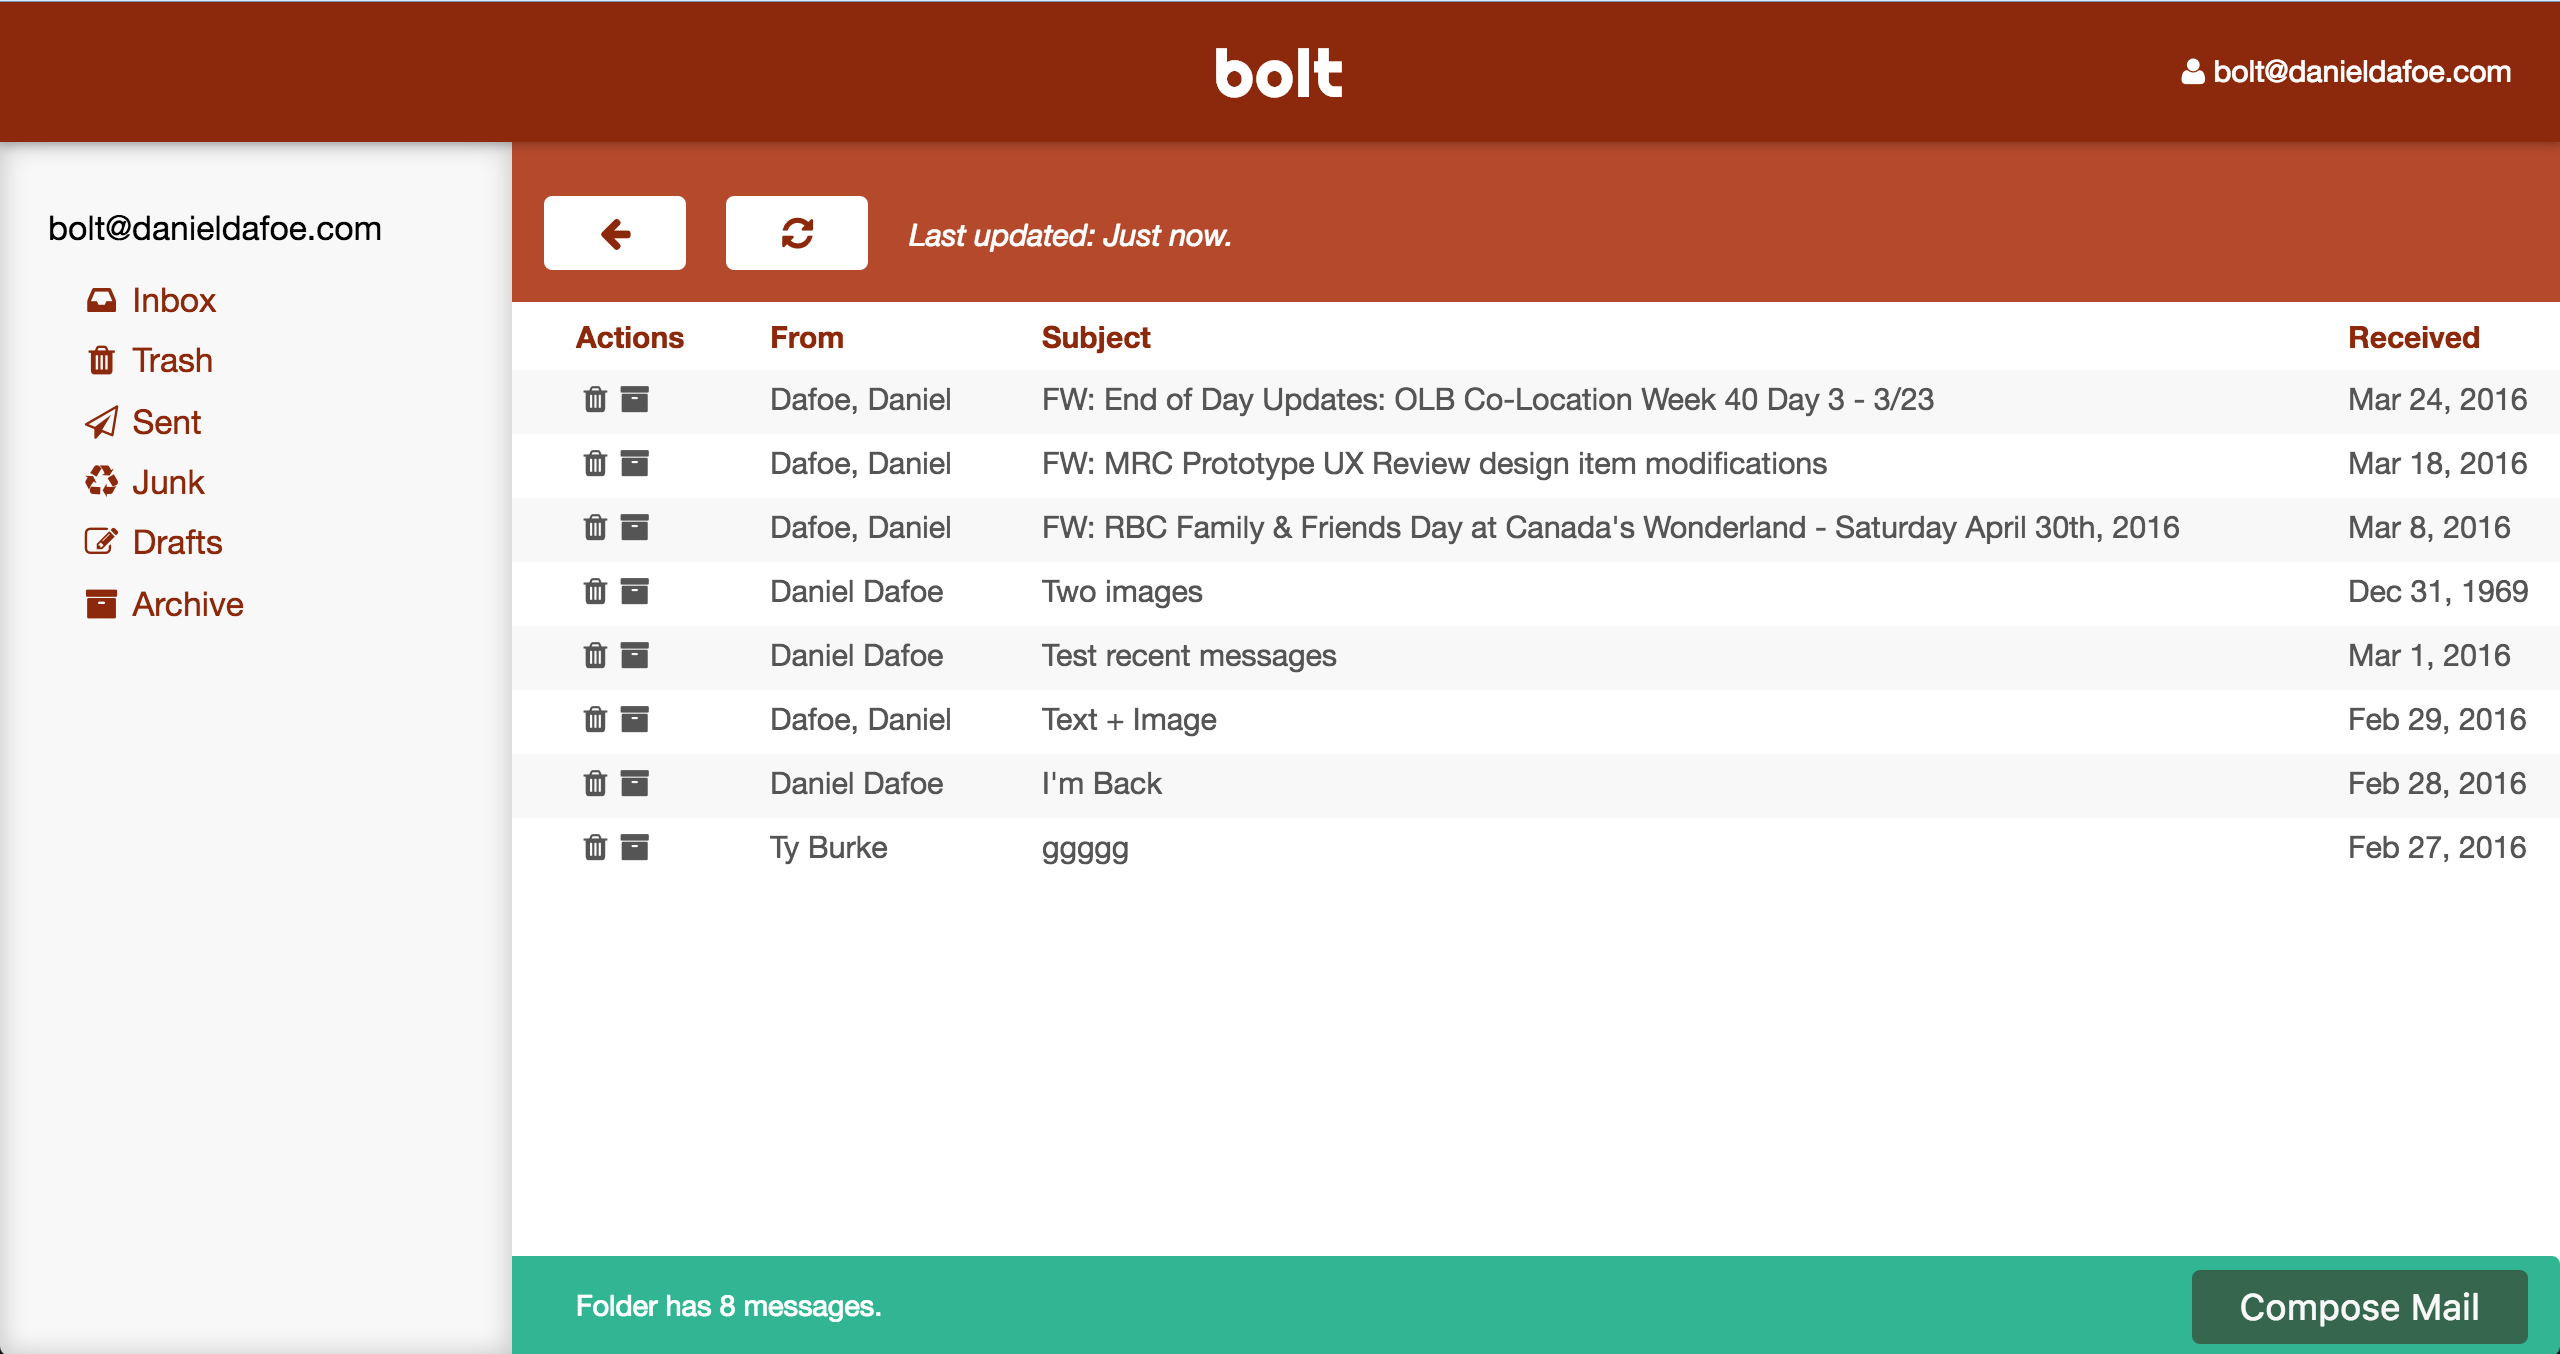 bolt
bolt@danieldafoe.com
bolt@danieldafoe.com
Inbox
Trash
Sent
Junk
Drafts
Archive
Last updated: Just now.
Actions From Subject Received
Dafoe, Daniel FW: End of Day Updates: OLB Co-Location Week 40 Day 3 - 3/23 Mar 24, 2016
Dafoe, Daniel FW: MRC Prototype UX Review design item modifications Mar 18, 2016
Dafoe, Daniel FW: RBC Family & Friends Day at Canada's Wonderland - Saturday April 30th, 2016 Mar 8, 2016
Daniel Dafoe Two images Dec 31, 1969
Daniel Dafoe Test recent messages Mar 1, 2016
Dafoe, Daniel Text + Image Feb 29, 2016
Daniel Dafoe I'm Back Feb 28, 2016
Ty Burke ggggg Feb 27, 2016
Folder has 8 messages.
Compose Mail